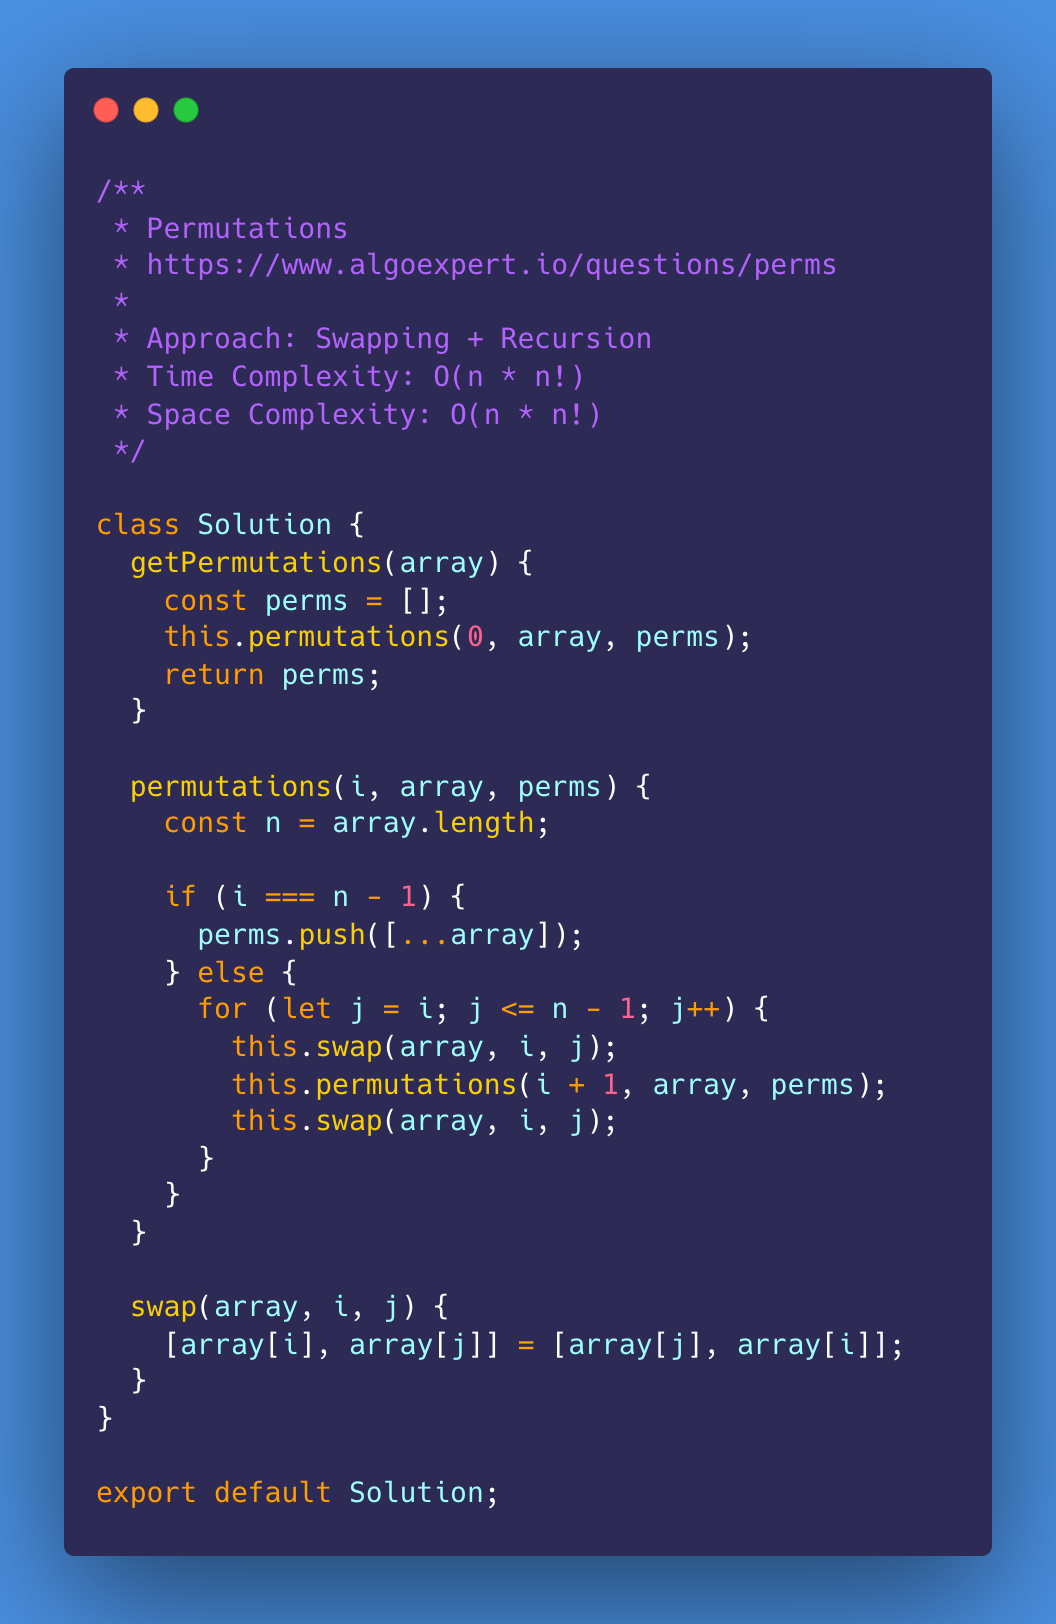 /**
 * Permutations
 * https://www.algoexpert.io/questions/perms
 *
 * Approach: Swapping + Recursion
 * Time Complexity: O(n * n!)
 * Space Complexity: O(n * n!)
 */

class Solution {
  getPermutations(array) {
    const perms = [];
    this.permutations(0, array, perms);
    return perms;
  }

  permutations(i, array, perms) {
    const n = array.length;

    if (i === n - 1) {
      perms.push([...array]);
    } else {
      for (let j = i; j <= n - 1; j++) {
        this.swap(array, i, j);
        this.permutations(i + 1, array, perms);
        this.swap(array, i, j);
      }
    }
  }

  swap(array, i, j) {
    [array[i], array[j]] = [array[j], array[i]];
  }
}

export default Solution;